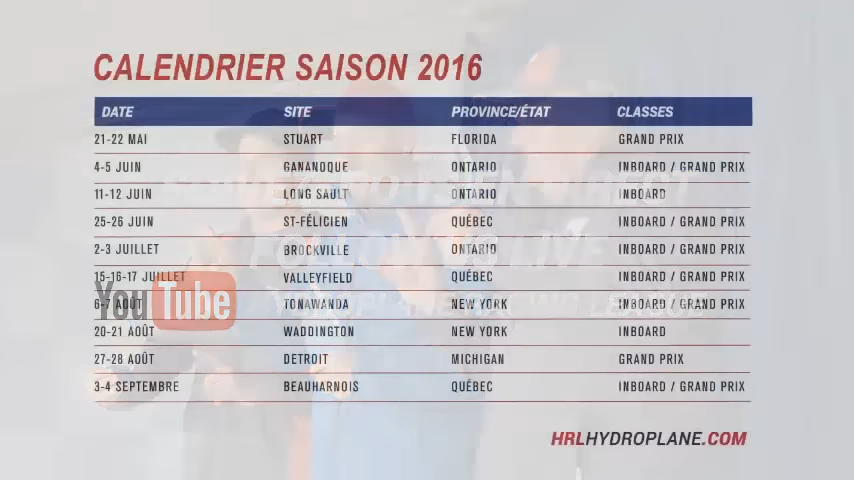 CALENDRIER SAISON 2016
DATE SITE PROVINCE/ÉTAT CLASSES
21-22 MAI STUART FLORIDA GRAND PRIX
4-5 JUIN GANANOQUE ONTARIO INBOARD / GRAND PRIX
11-12 JUIN LONG SAULT ONTARIO INBOARD
25-26 JUIN ST-FÉLICIEN QUÉBEC INBOARD / GRAND PRIX
2-3 JUILLET BROCKVILLE ONTARIO INBOARD / GRAND PRIX
FOLLOW US LIVE
15-16-17 JUILLET VALLEYFIELD QUÉBEC INBOARD / GRAND PRIX
YouTube
6-7 AOÛT TONAWANDA NEW YORK INBOARD / GRAND PRIX
LEAGUE
20-21 AOÛT WADDINGTON NEW YORK INBOARD
27-28 AOÛT DETROIT MICHIGAN GRAND PRIX
3-4 SEPTEMBRE BEAUHARNOIS QUÉBEC INBOARD / GRAND PRIX
HRLHYDROPLANE.COM